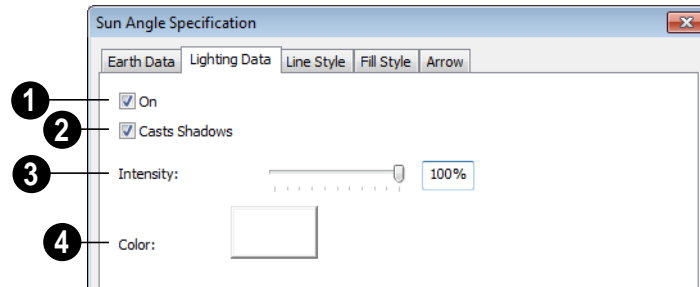 Sun Angle Specification
Earth Data Lighting Data Line Style Fill Style Arrow
1 On
2 Casts Shadows
3 Intensity: 100%
4 Color: